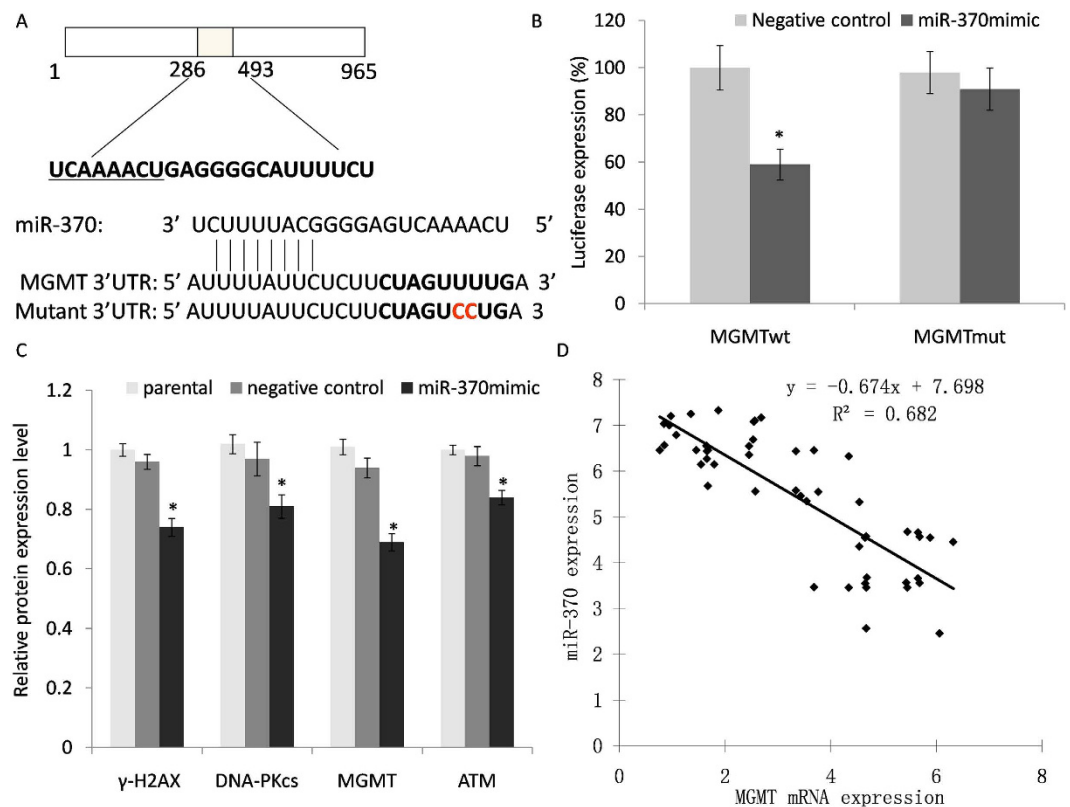 A
1 286 493 965
UCAAAACUGAGGGGCAUUUUCU
miR-370: 3’ UCUUUUACGGGGAGUCAAAACU 5’
MGMT 3’UTR: 5’ AUUUUAUUCUCUUCUAGUUUUGA 3’
Mutant 3’UTR: 5’ AUUUUAUUCUCUUCUAGUCCUGA 3
B
Negative control miR-370mimic
Luciferase expression (%)
120
100
80
60
40
20
0
*
MGMTwt MGMTmut
C
parental negative control miR-370mimic
Relative protein expression level
1.2
1
0.8
0.6
0.4
0.2
0
* * * *
γ-H2AX DNA-PKcs MGMT ATM
D
y = -0.674x + 7.698
R² = 0.682
miR-370 expression
8
7
6
5
4
3
2
1
0
0 2 4 6 8
MGMT mRNA expression